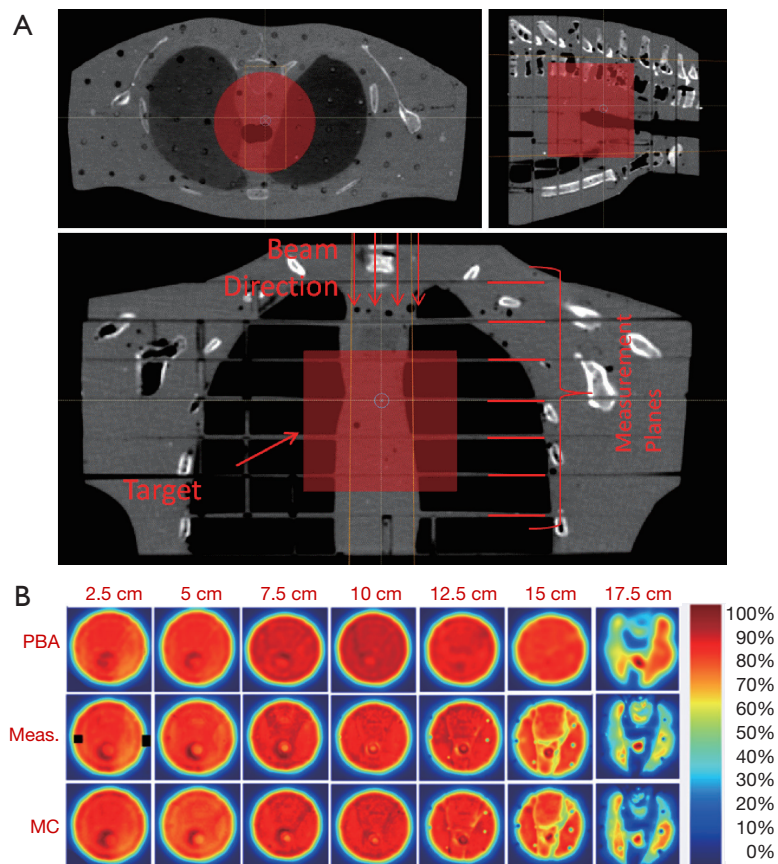 A
Beam
Direction
Measurement
Planes
Target
B
2.5 cm 5 cm 7.5 cm 10 cm 12.5 cm 15 cm 17.5 cm
PBA
Meas.
MC
100%
90%
80%
70%
60%
50%
40%
30%
20%
10%
0%